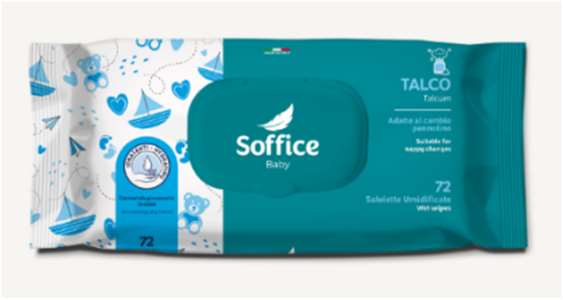 TALCO
Talcum
Adatte al cambio
pannolino
Suitable for
nappy changes
Soffice
Baby
72
Salviette Umidificate
Wet wipes
72